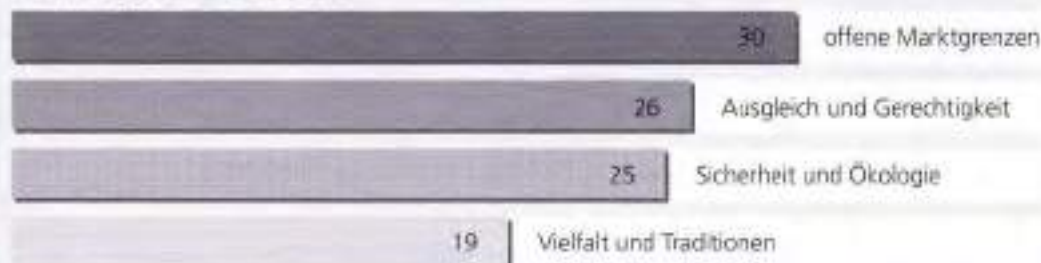 30 offene Marktgrenzen
26 Ausgleich und Gerechtigkeit
25 Sicherheit und Ökologie
19 Vielfalt und Traditionen